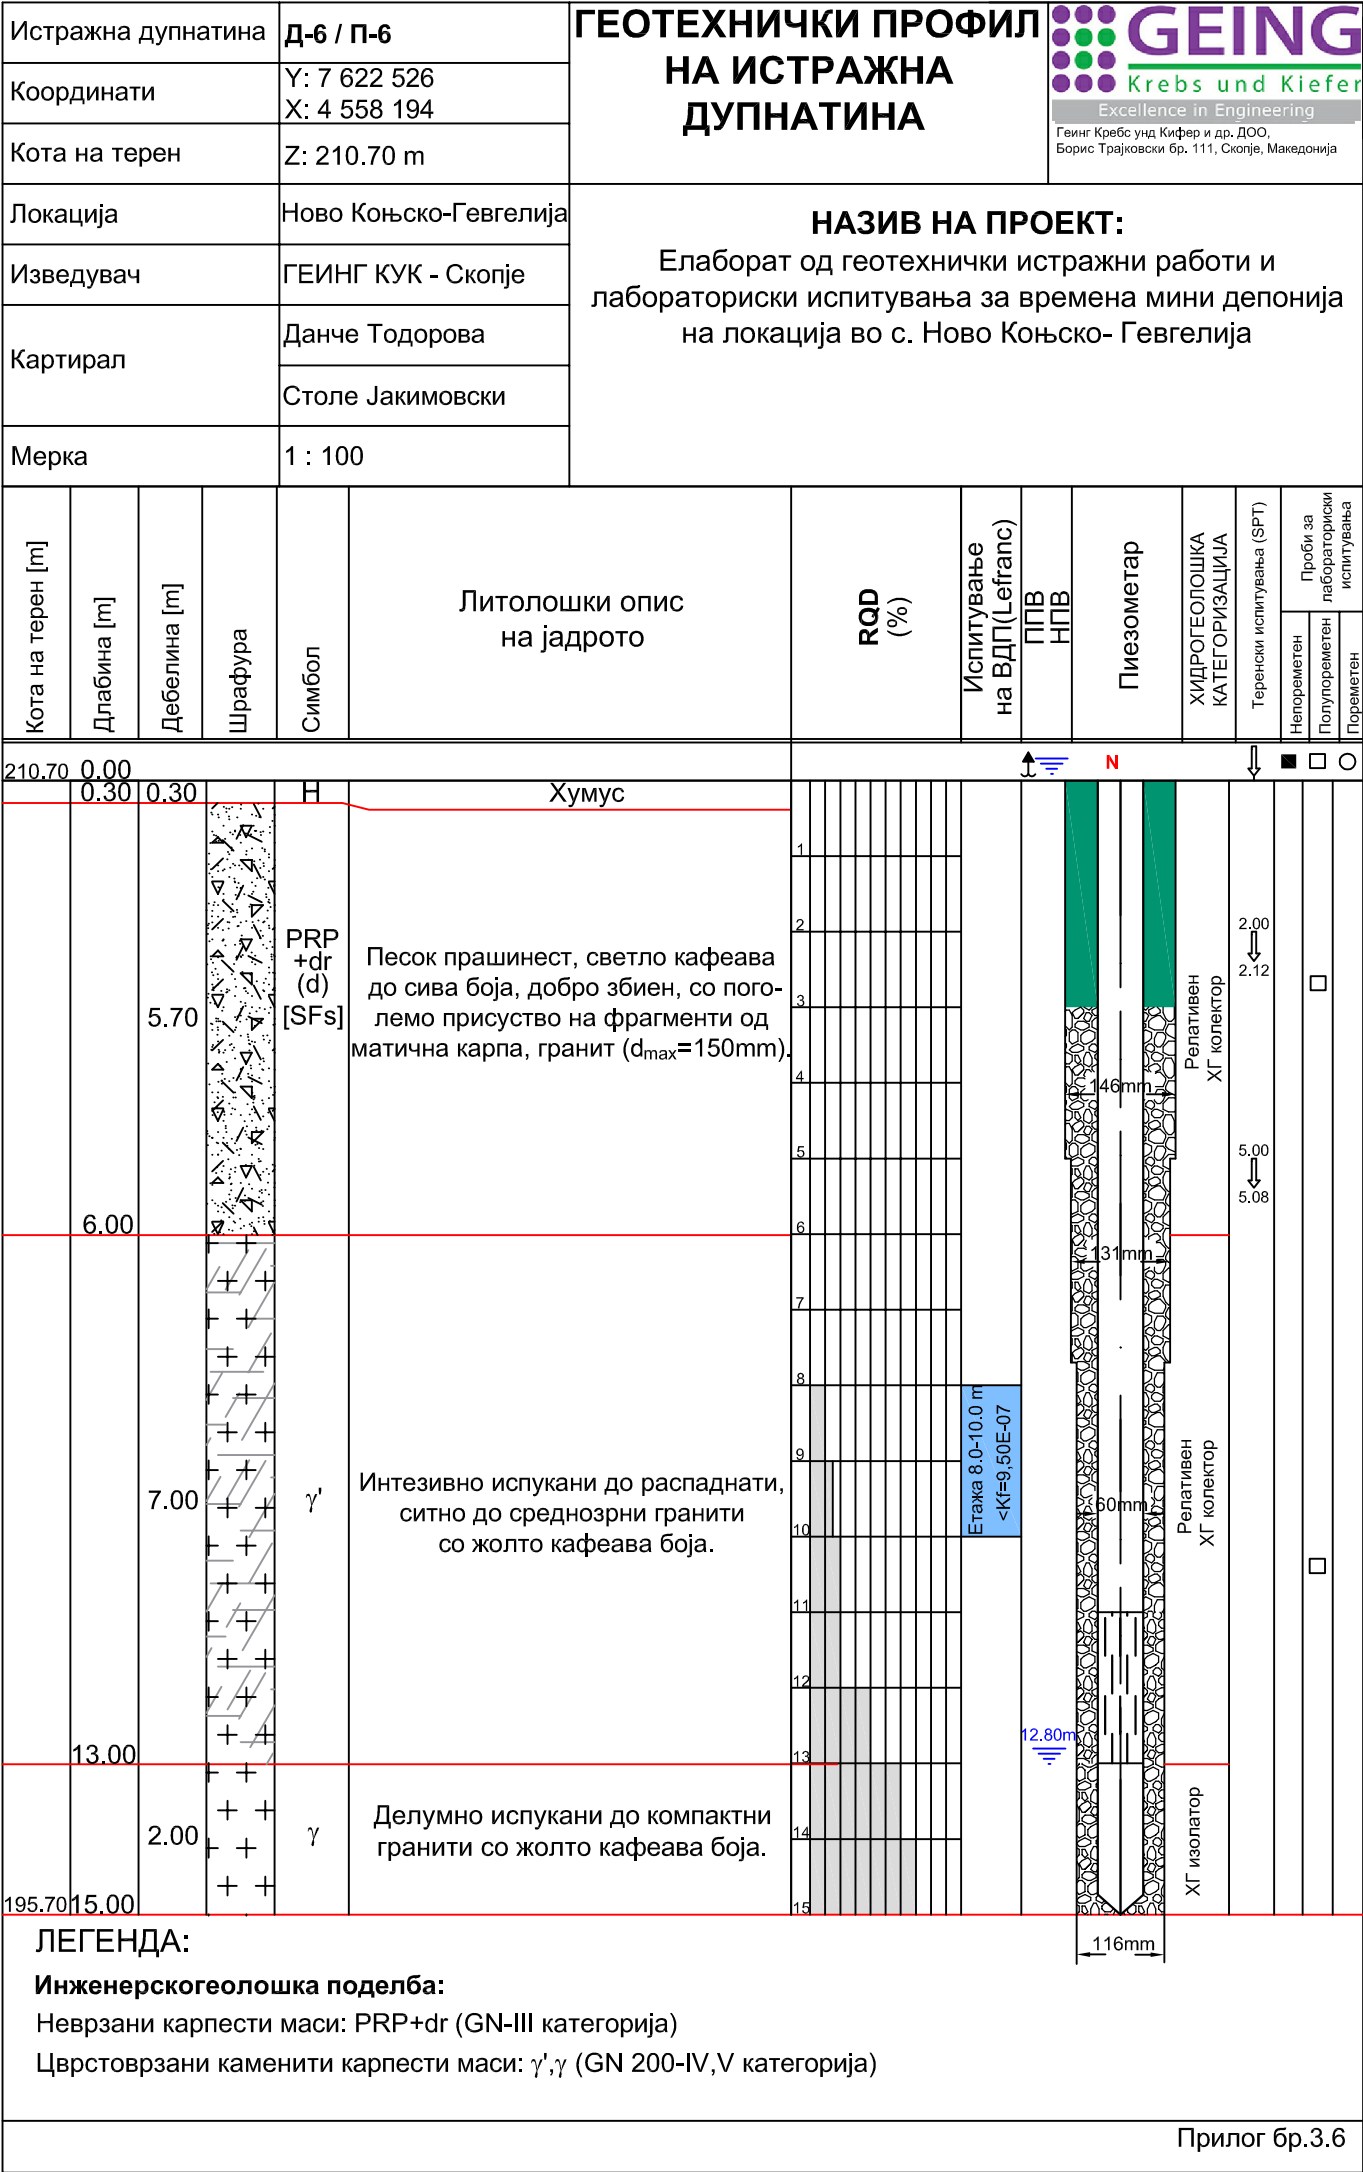 Истражна дупнатина
Д-6 / П-6
Координати
Y: 7 622 526
X: 4 558 194
Кота на терен
Z: 210.70 m
Локација
Ново Коњско-Гевгелија
Изведувач
ГЕИНГ КУК - Скопје
Картирал
Данче Тодорова
Столе Јакимовски
Мерка
1 : 100
ГЕОТЕХНИЧКИ ПРОФИЛ
НА ИСТРАЖНА
ДУПНАТИНА
GEING
Krebs und Kiefer
Excellence in Engineering
Геинг Кребс унд Кифер и др. ДОО,
Борис Трајковски бр. 111, Скопје, Македонија
НАЗИВ НА ПРОЕКТ:
Елаборат од геотехнички истражни работи и
лабораториски испитувања за времена мини депонија
на локација во с. Ново Коњско- Гевгелија
Кота на терен [m]
Длабина [m]
Дебелина [m]
Шрафура
Симбол
Литолошки опис
на јадрото
RQD
(%)
Испитување
на ВДП(Lefranc)
ППВ
НПВ
Пиезометар
ХИДРОГЕОЛОШКА
КАТЕГОРИЗАЦИЈА
Теренски испитувања (SPT)
Проби за
лабораториски
испитувања
Непореметен
Полупореметен
Пореметен
210.70
0.00
N
0.30
0.30
H
Хумус
1
2
3
4
5
6
7
8
9
10
11
12
13
14
15
5.70
PRP
+dr
(d)
[SFs]
Песок прашинест, светло кафеава
до сива боја, добро збиен, со пого-
лемо присуство на фрагменти од
матична карпа, гранит (dmax=150mm).
6.00
146mm
131mm
Релативен
ХГ колектор
2.00
2.12
5.00
5.08
7.00
γ'
Интезивно испукани до распаднати,
ситно до среднозрни гранити
со жолто кафеава боја.
Етажа 8.0-10.0 m
<Kf=9,50E-07
60mm
Релативен
ХГ колектор
12.80m
13.00
2.00
γ
Делумно испукани до компактни
гранити со жолто кафеава боја.
ХГ изолатор
195.70
15.00
116mm
ЛЕГЕНДА:
Инженерскогеолошка поделба:
Неврзани карпести маси: PRP+dr (GN-III категорија)
Цврстоврзани каменити карпести маси: γ',γ (GN 200-IV,V категорија)
Прилог бр.3.6